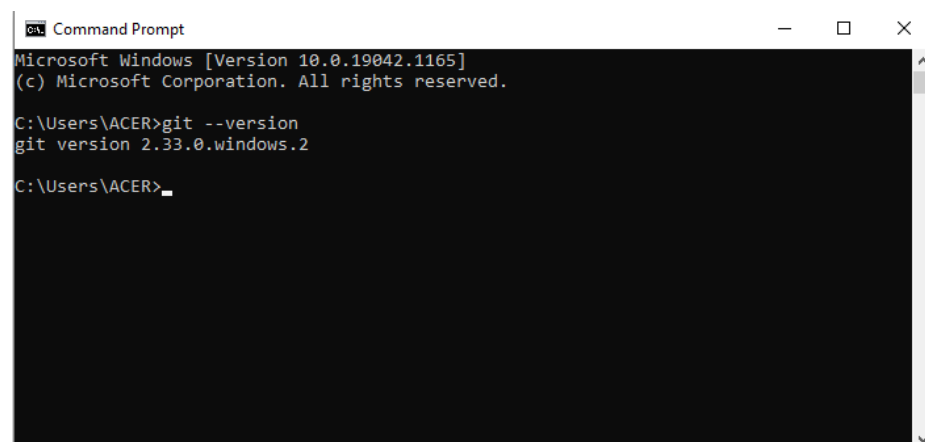 Command Prompt
Microsoft Windows [Version 10.0.19042.1165]
(c) Microsoft Corporation. All rights reserved.
C:\Users\ACER>git --version
git version 2.33.0.windows.2
C:\Users\ACER>